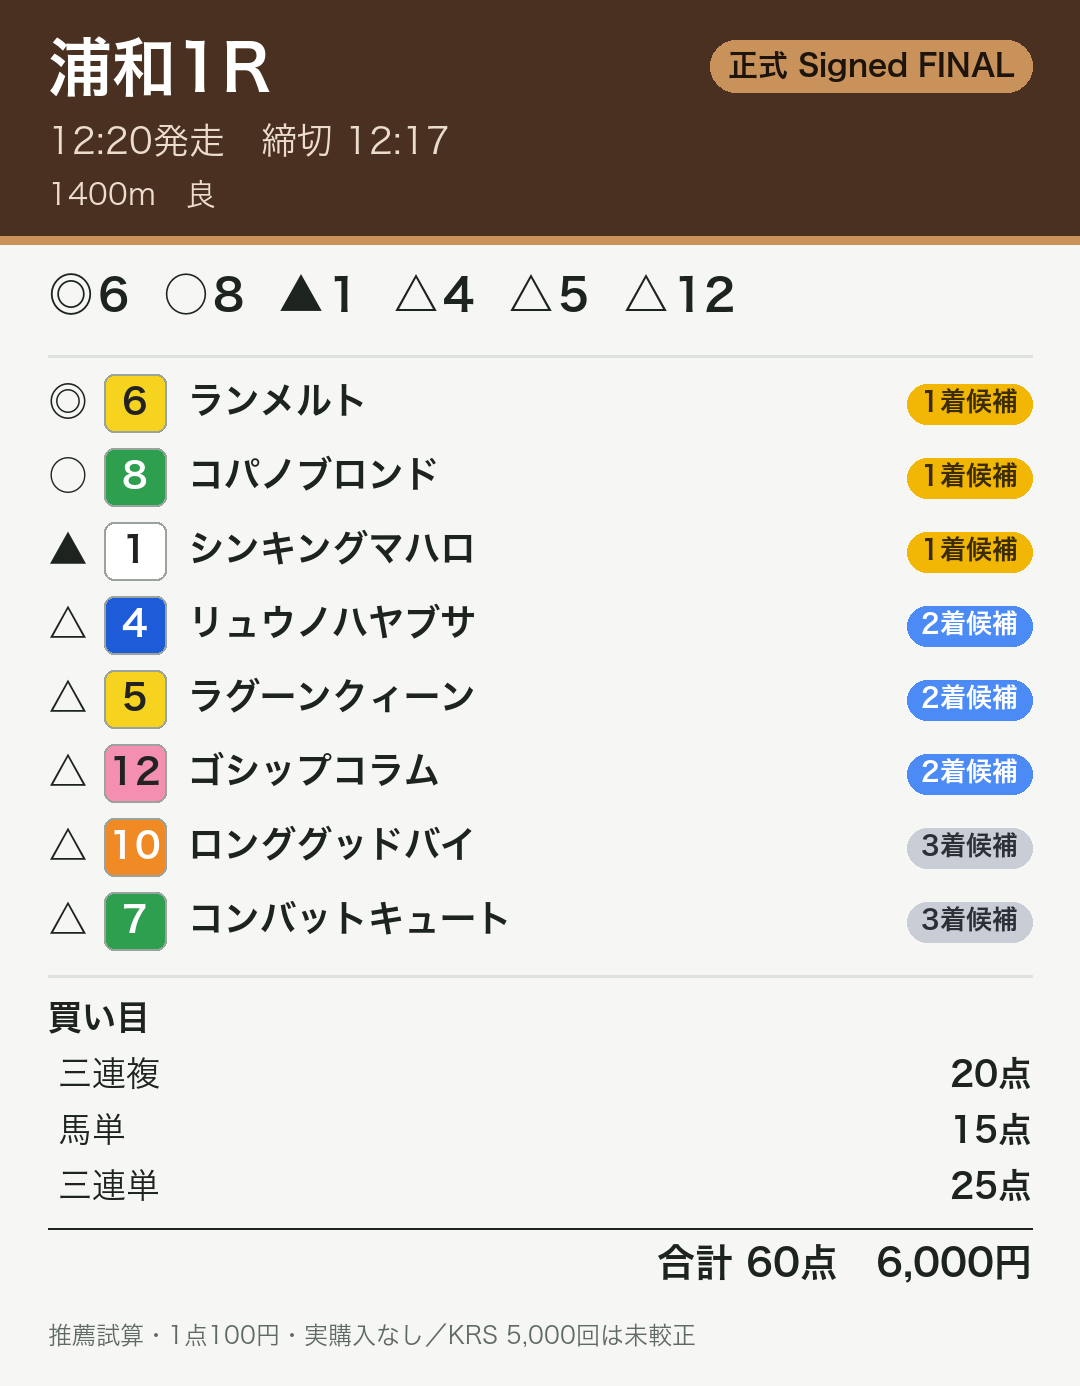 浦和1R
正式 Signed FINAL
12:20発走　締切 12:17
1400m　良
◎6 ○8 ▲1 △4 △5 △12
◎ 6 ランメルト 1着候補
○ 8 コパノブロンド 1着候補
▲ 1 シンキングマハロ 1着候補
△ 4 リュウノハヤブサ 2着候補
△ 5 ラグーンクィーン 2着候補
△ 12 ゴシップコラム 2着候補
△ 10 ロンググッドバイ 3着候補
△ 7 コンバットキュート 3着候補
買い目
三連複 20点
馬単 15点
三連単 25点
合計 60点　6,000円
推薦試算・1点100円・実購入なし／KRS 5,000回は未較正